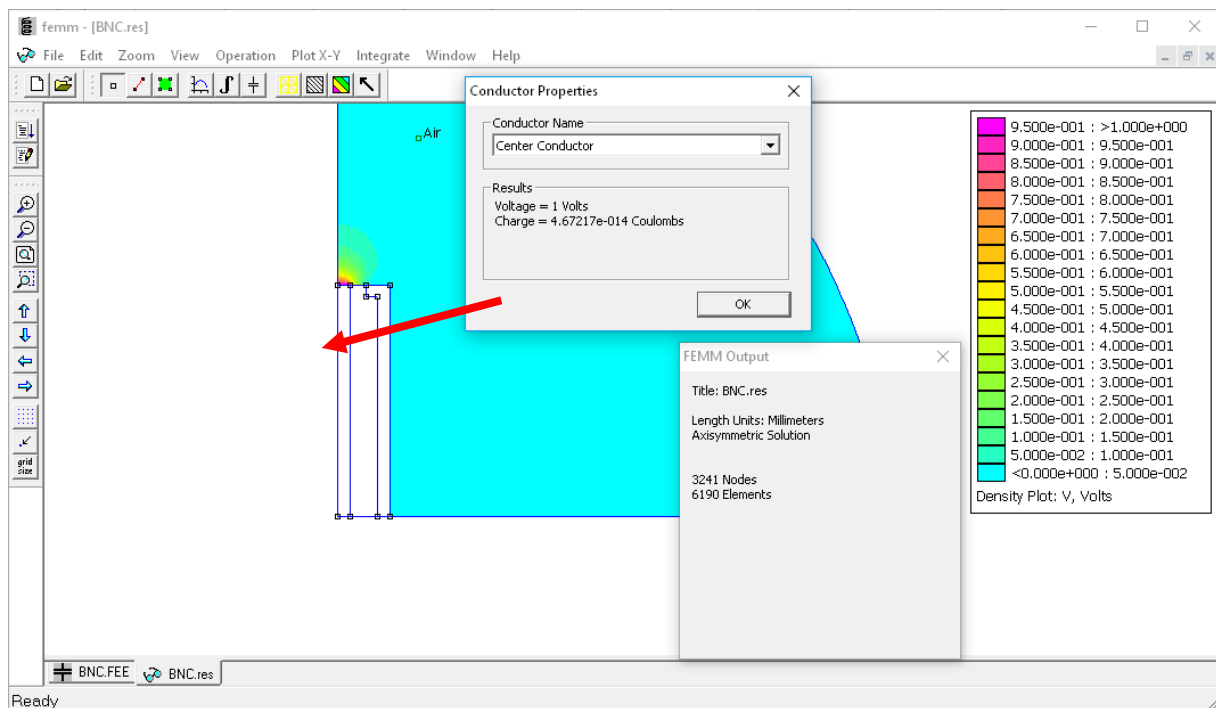 femm - [BNC.res]
File Edit Zoom View Operation Plot X-Y Integrate Window Help
Air
Conductor Properties
Conductor Name
Center Conductor
Results
Voltage = 1 Volts
Charge = 4.67217e-014 Coulombs
OK
9.500e-001 : >1.000e+000
9.000e-001 : 9.500e-001
8.500e-001 : 9.000e-001
8.000e-001 : 8.500e-001
7.500e-001 : 8.000e-001
7.000e-001 : 7.500e-001
6.500e-001 : 7.000e-001
6.000e-001 : 6.500e-001
5.500e-001 : 6.000e-001
5.000e-001 : 5.500e-001
4.500e-001 : 5.000e-001
4.000e-001 : 4.500e-001
3.500e-001 : 4.000e-001
3.000e-001 : 3.500e-001
2.500e-001 : 3.000e-001
2.000e-001 : 2.500e-001
1.500e-001 : 2.000e-001
1.000e-001 : 1.500e-001
5.000e-002 : 1.000e-001
<0.000e+000 : 5.000e-002
Density Plot: V, Volts
FEMM Output
Title: BNC.res
Length Units: Millimeters
Axisymmetric Solution
3241 Nodes
6190 Elements
grid
size
BNC.FEE
BNC.res
Ready